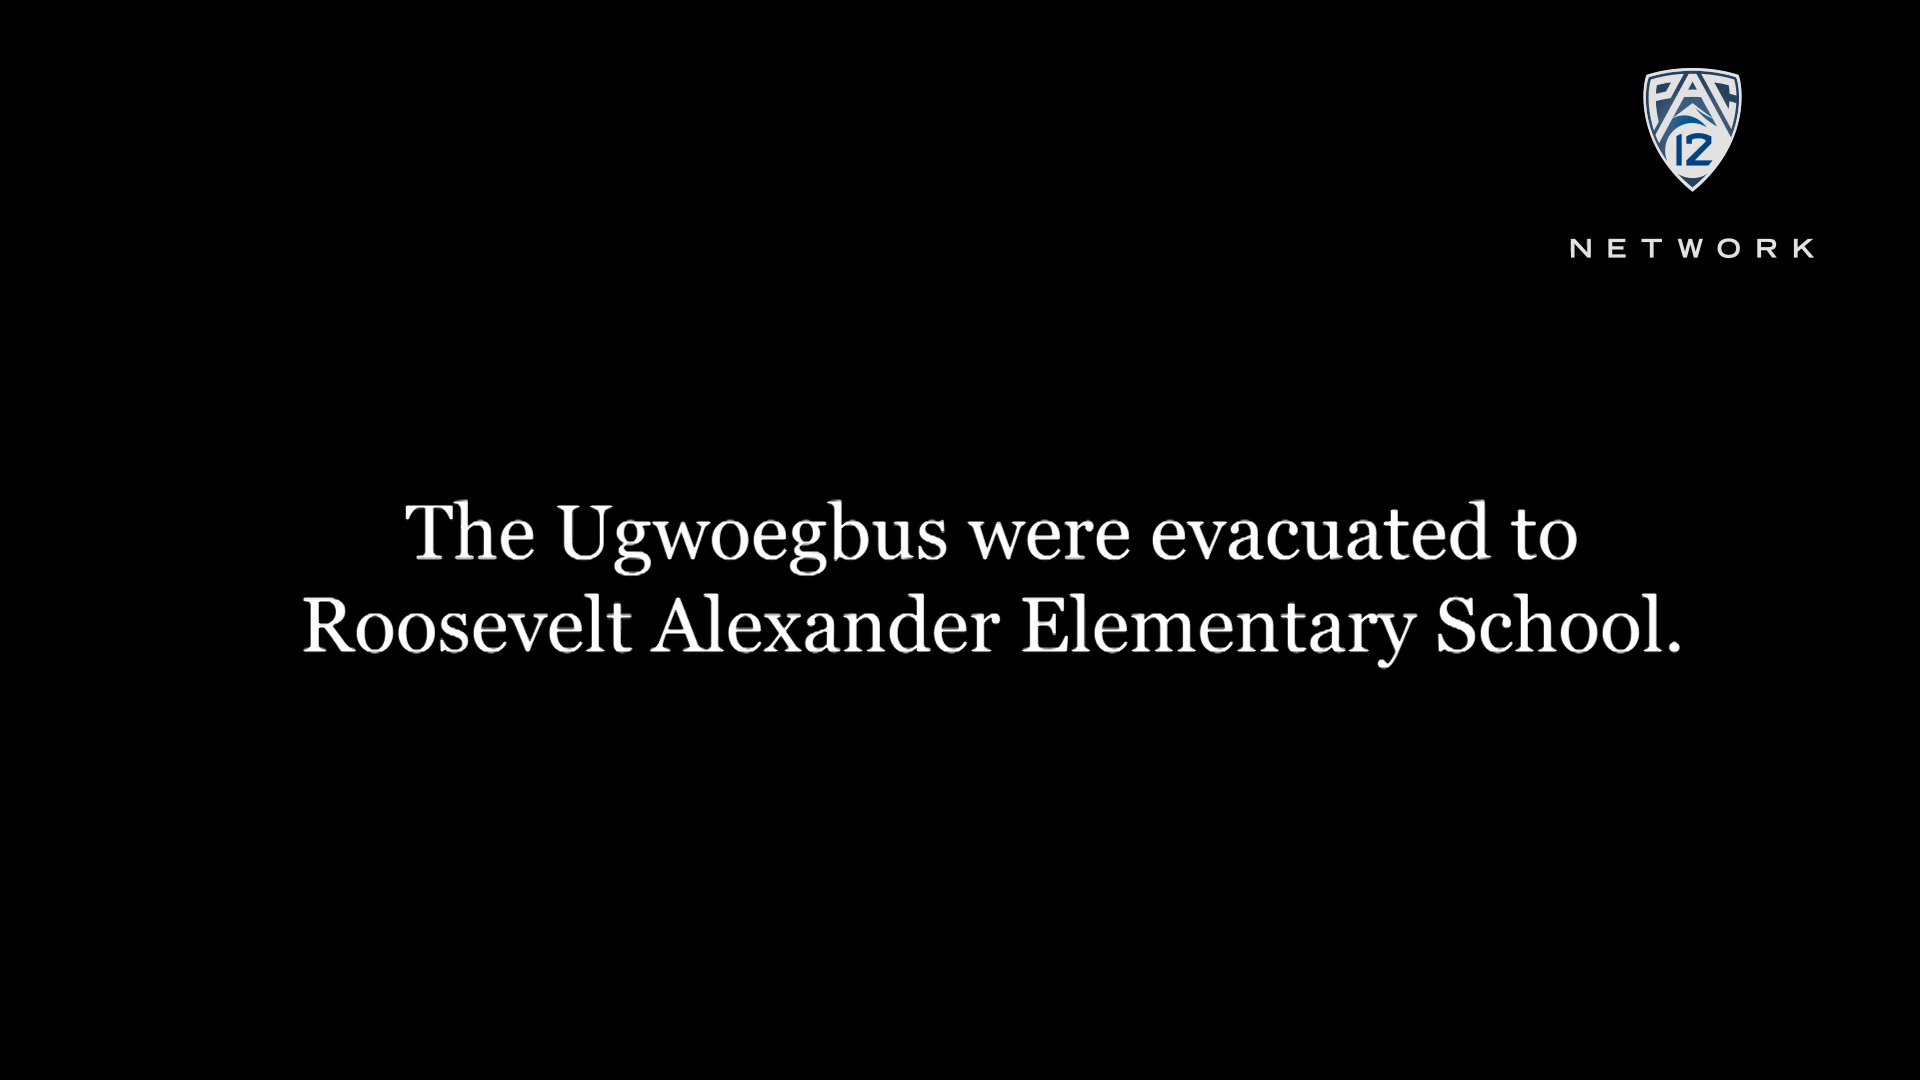 PAC
12
NETWORK
The Ugwoegbus were evacuated to
Roosevelt Alexander Elementary School.